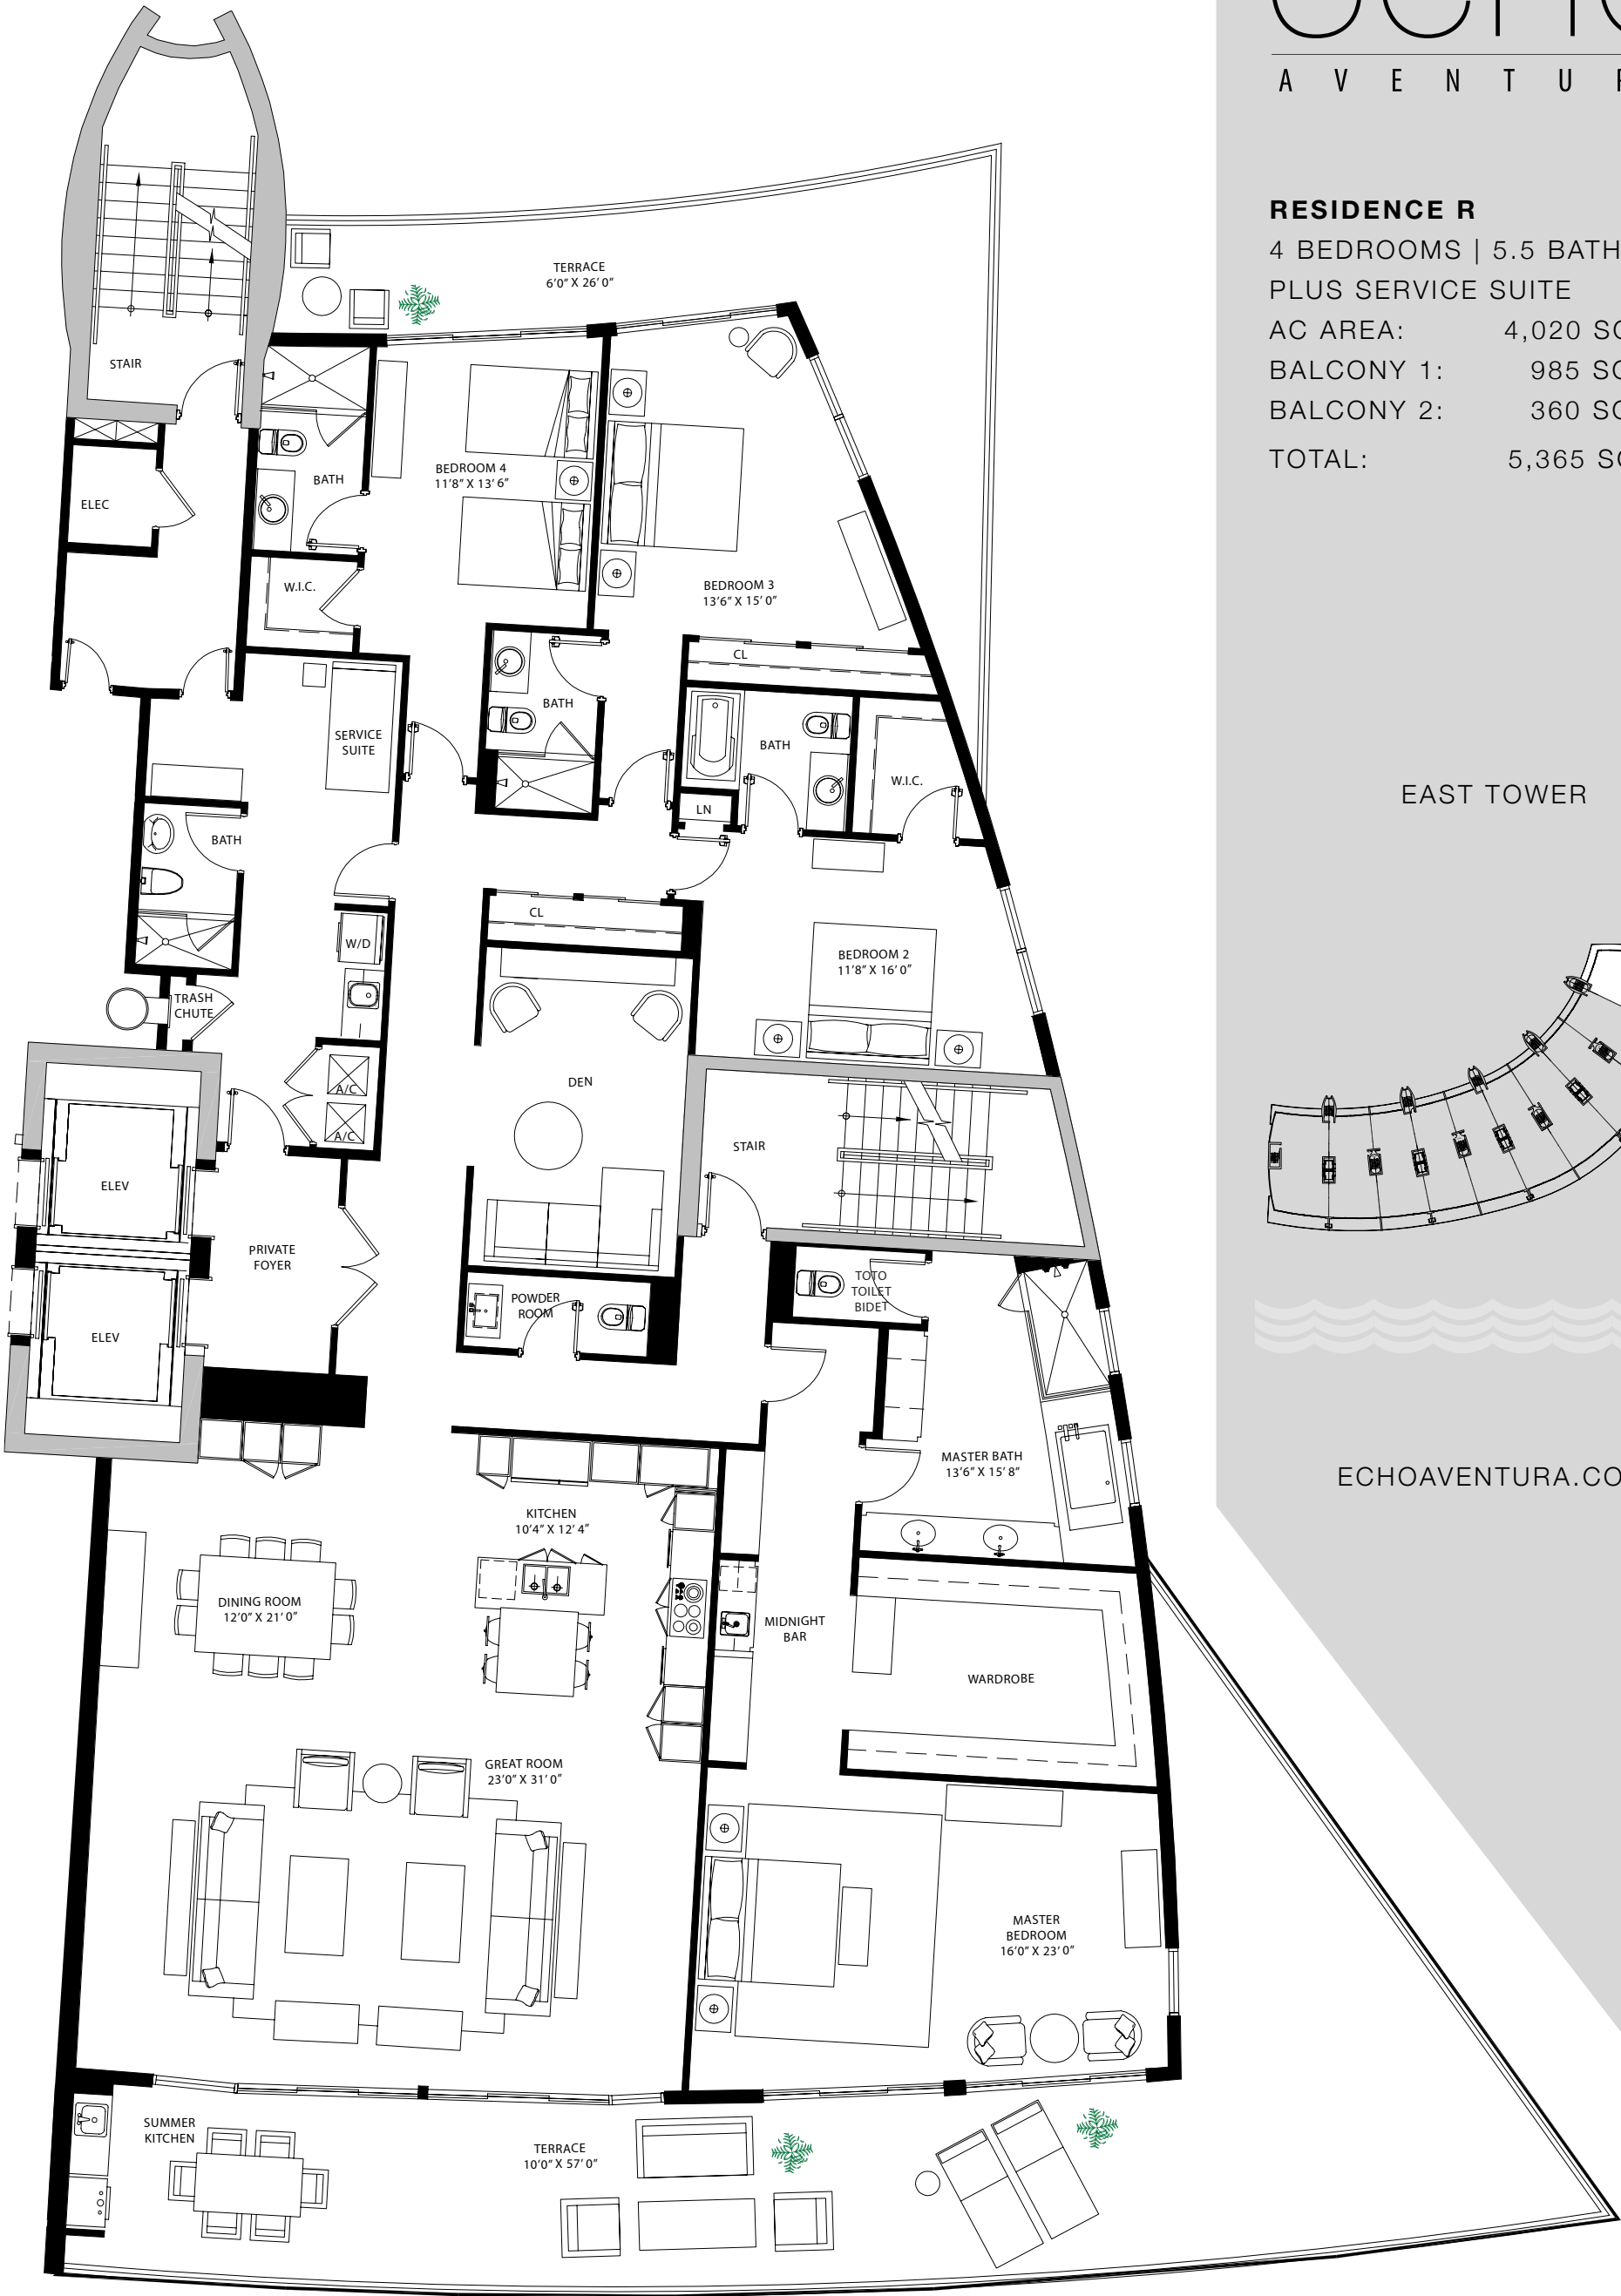 AVENTU
RESIDENCE R
4 BEDROOMS | 5.5 BATH
PLUS SERVICE SUITE
AC AREA: 4,020 S
BALCONY 1: 985 S
BALCONY 2: 360 S
TOTAL: 5,365 S
EAST TOWER
ECHOAVENTURA.CO
TERRACE
6'0" X 26'0"
STAIR
BATH
BEDROOM 4
11'8" X 13'6"
ELEC
W.I.C.
BEDROOM 3
13'6" X 15'0"
CL
BATH
SERVICE
SUITE
BATH
W.I.C.
LN
BATH
CL
W/D
BEDROOM 2
11'8" X 16'0"
TRASH
CHUTE
DEN
A/C
A/C
STAIR
ELEV
PRIVATE
FOYER
TOTO
TOILET
BIDET
POWDER
ROOM
ELEV
MASTER BATH
13'6" X 15'8"
KITCHEN
10'4" X 12'4"
DINING ROOM
12'0" X 21'0"
MIDNIGHT
BAR
WARDROBE
GREAT ROOM
23'0" X 31'0"
MASTER
BEDROOM
16'0" X 23'0"
SUMMER
KITCHEN
TERRACE
10'0" X 57'0"